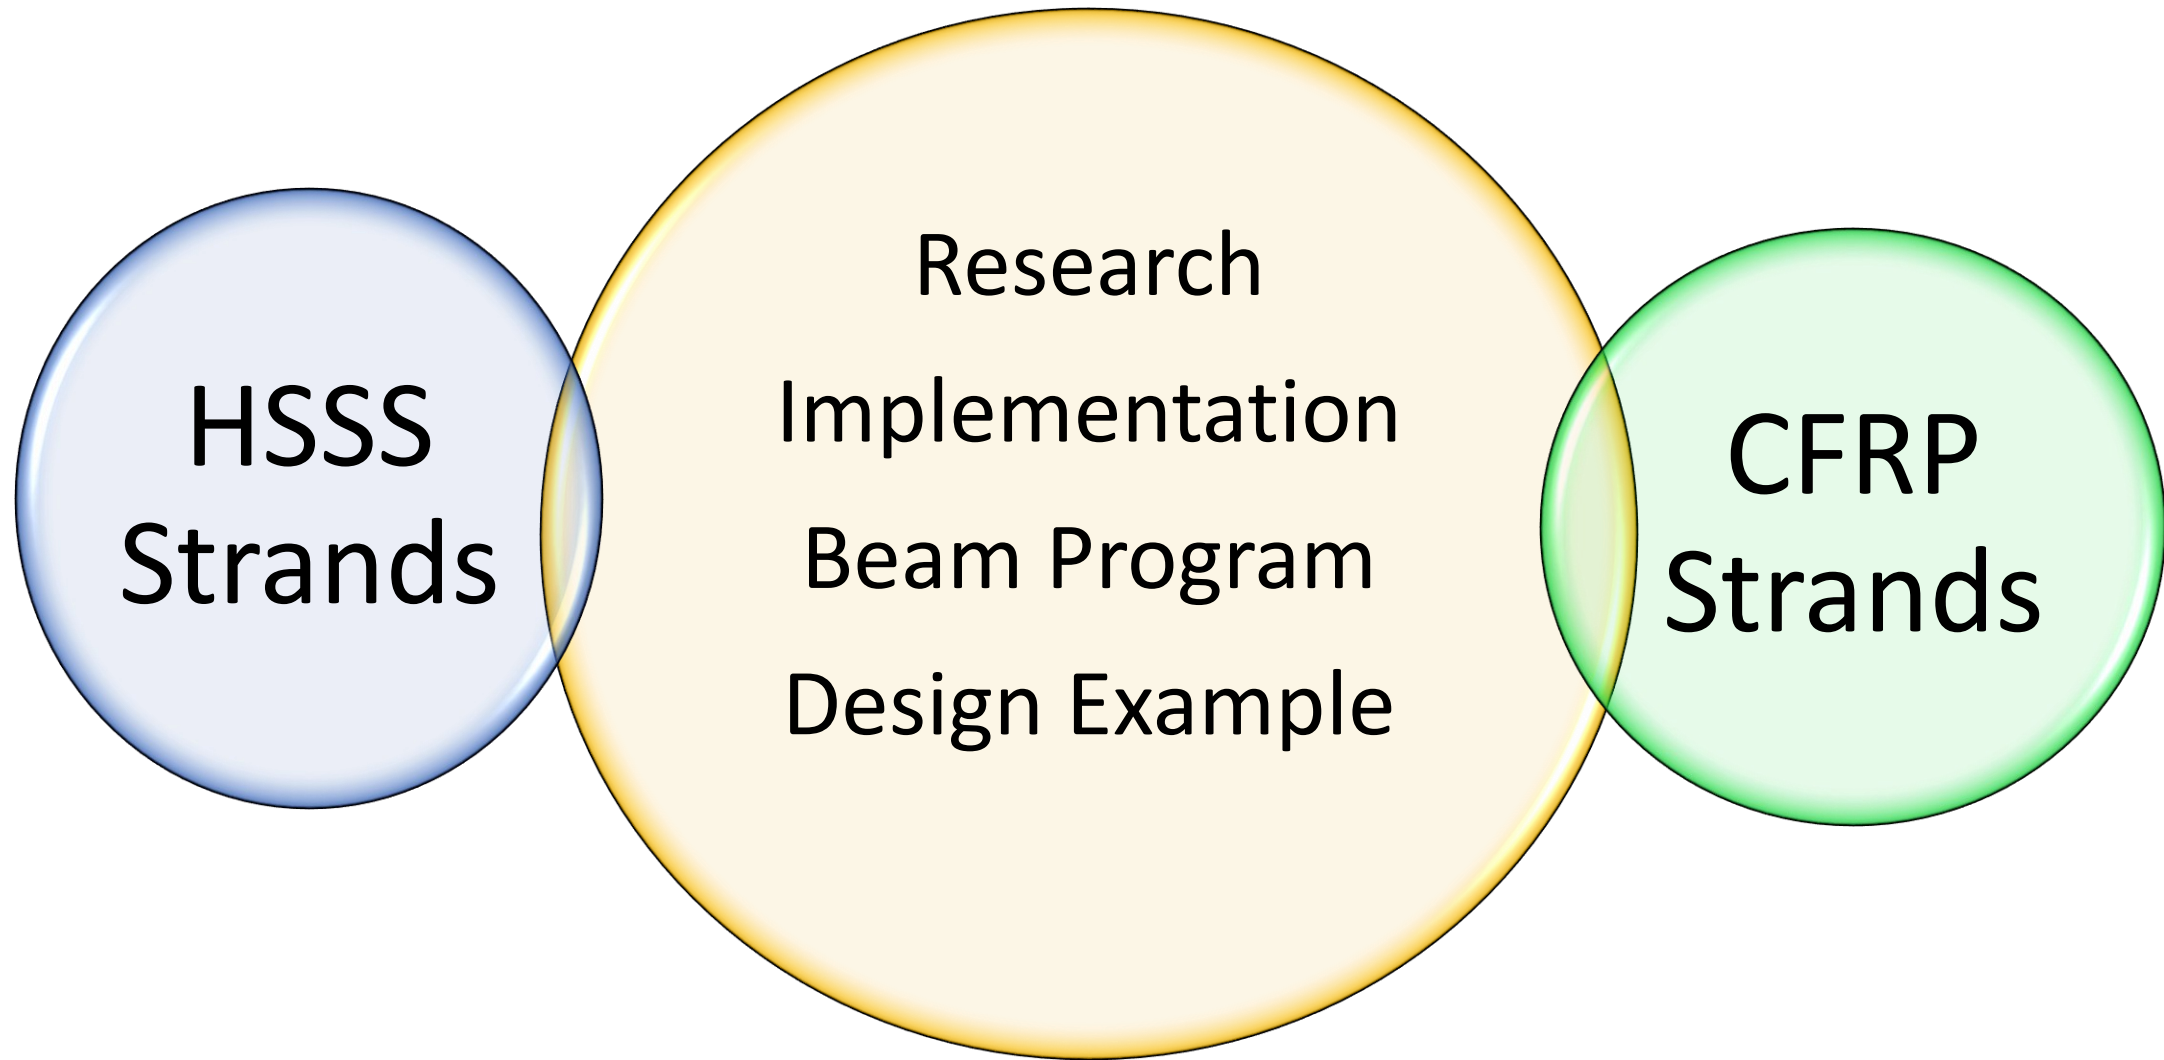 HSSS
Strands
Research
Implementation
Beam Program
Design Example
CFRP
Strands